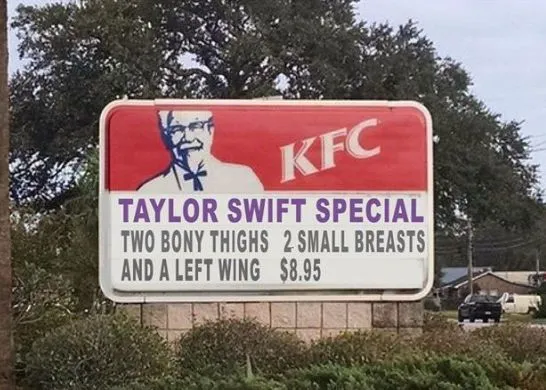 KFC
TAYLOR SWIFT SPECIAL
TWO BONY THIGHS 2 SMALL BREASTS
AND A LEFT WING $8.95